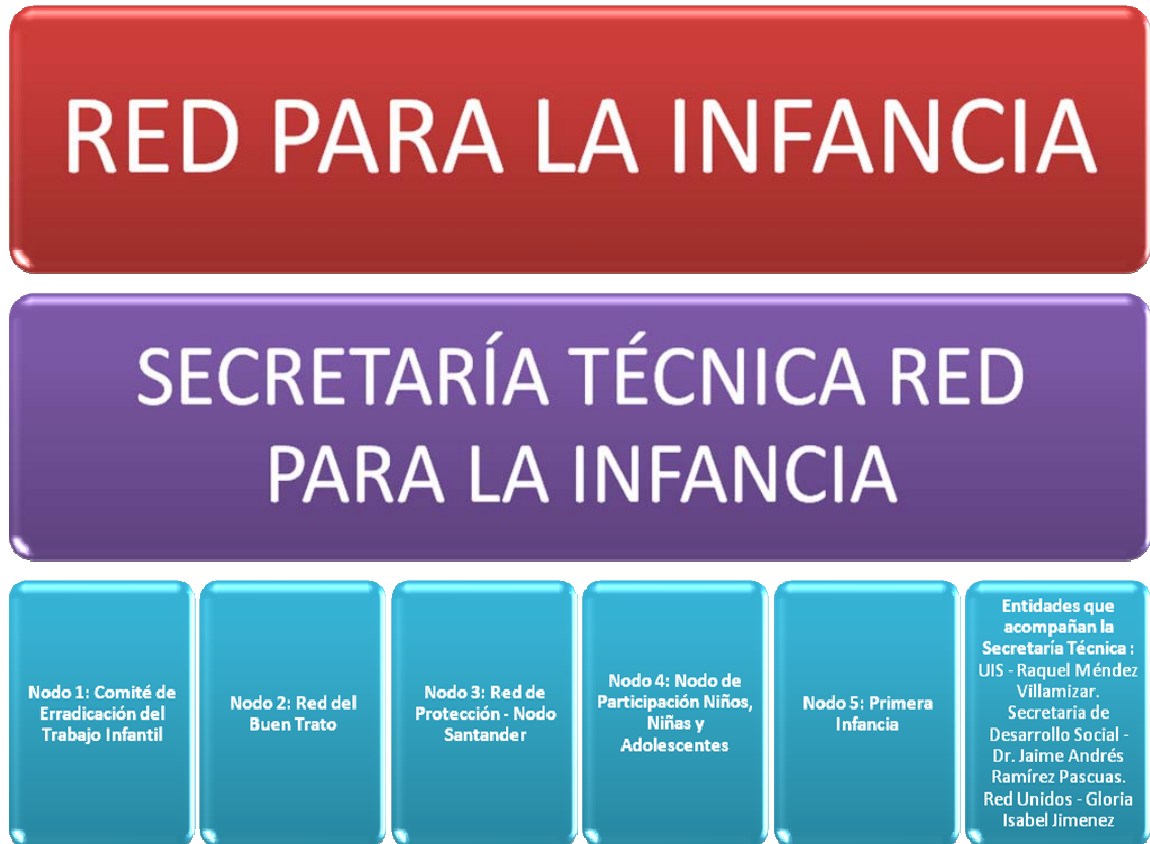 RED PARA LA INFANCIA
SECRETARÍA TÉCNICA RED
PARA LA INFANCIA
Nodo 1: Comité de
Erradicación del
Trabajo Infantil
Nodo 2: Red del
Buen Trato
Nodo 3: Red de
Protección - Nodo
Santander
Nodo 4: Nodo de
Participación Niños,
Niñas y
Adolescentes
Nodo 5: Primera
Infancia
Entidades que
acompañan la
Secretaría Técnica :
UIS - Raquel Méndez
Villamizar.
Secretaria de
Desarrollo Social -
Dr. Jaime Andrés
Ramírez Pascuas.
Red Unidos - Gloria
Isabel Jimenez